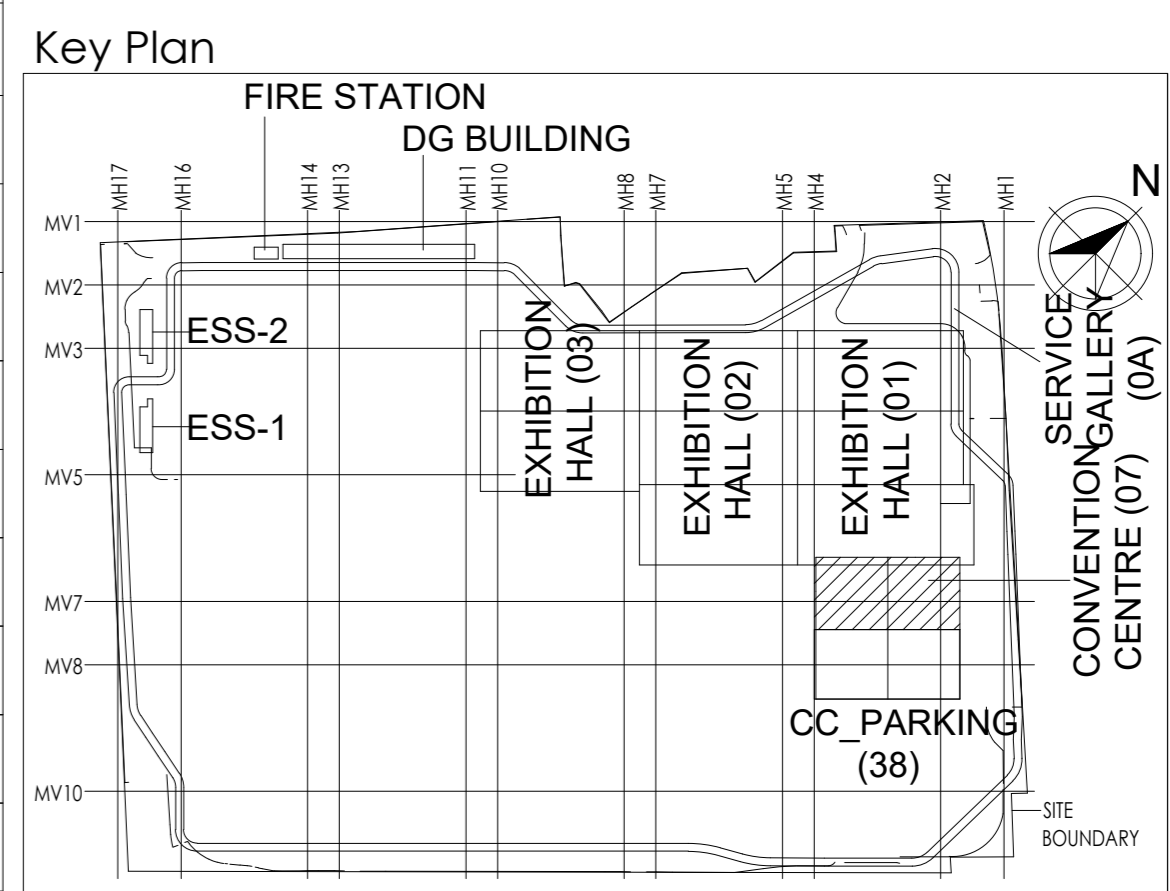 Key Plan
FIRE STATION
DG BUILDING
N
MH17
MH16
MH14
MH13
MH11
MH10
MH8
MH7
MH5
MH4
MH2
MH1
MV1
MV2
MV3
MV5
MV7
MV8
MV10
ESS-2
ESS-1
EXHIBITION
HALL (03)
EXHIBITION
HALL (02)
EXHIBITION
HALL (01)
SERVICE
GALLERY
(0A)
CONVENTION
CENTRE (07)
CC_PARKING
(38)
SITE
BOUNDARY